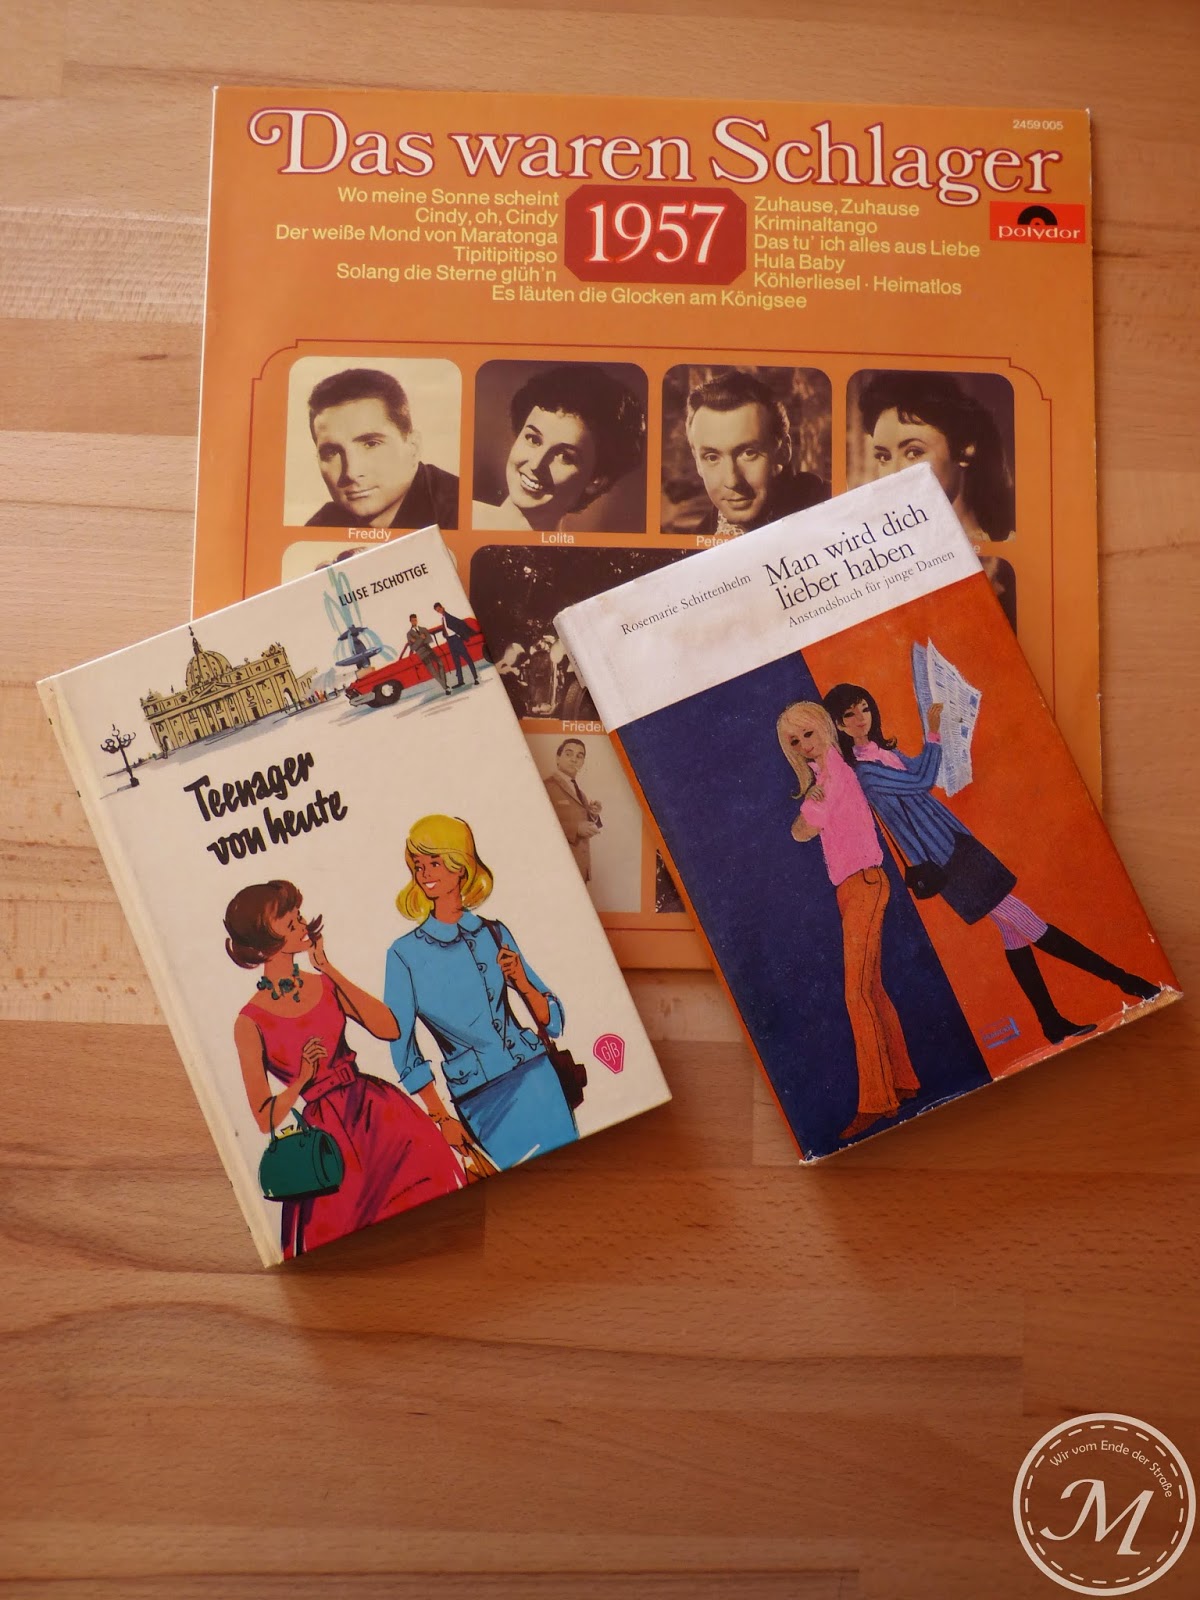 Das waren Schlager
2459 005
1957
polydor
Wo meine Sonne scheint
Cindy, oh, Cindy
Der weiße Mond von Maratonga
Tipitipitipso
Solang die Sterne glüh'n
Zuhause, Zuhause
Kriminaltango
Das tu' ich alles aus Liebe
Hula Baby
Köhlerliesel · Heimatlos
Es läuten die Glocken am Königsee
Freddy
Lolita
Peter
LUISE ZSCHÖTTGE
Teenager
von heute
GB
Rosemarie Schittenhelm
Man wird dich
lieber haben
Anstandsbuch für junge Damen
Wir vom Ende der Straße
M